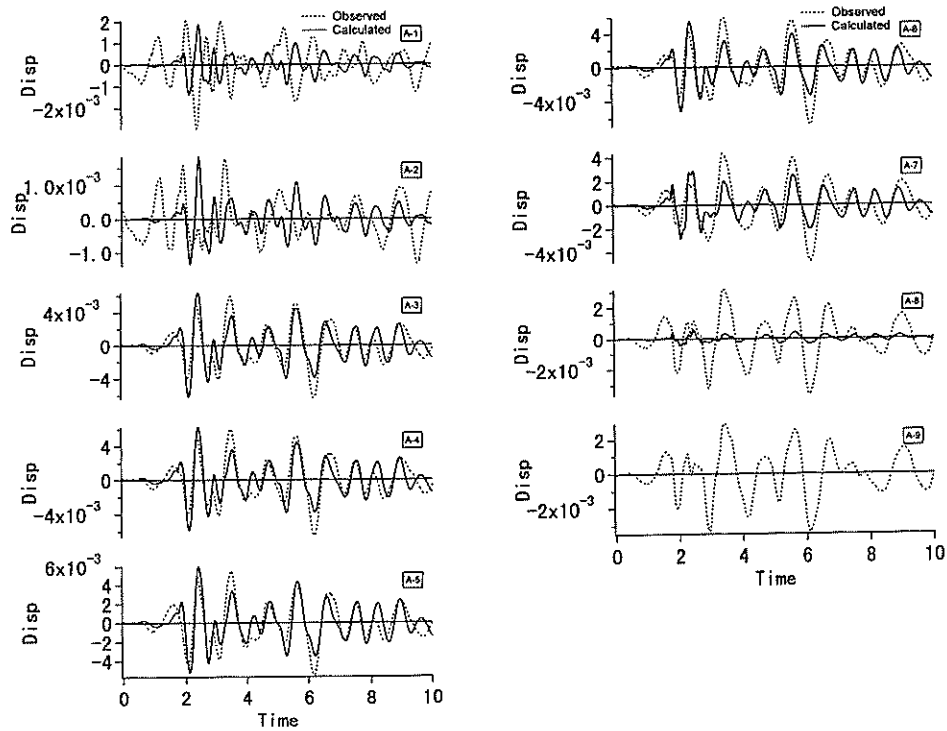 Observed
Calculated
A-1
Disp
2
1
0
-1
-2x10⁻³
A-2
Disp
1.0x10⁻³
0.0
-1.0
A-3
Disp
4x10⁻³
0
-4
A-4
Disp
4
0
-4x10⁻³
A-5
Disp
6x10⁻³
4
2
0
-2
-4
0 2 4 6 8 10
Time
Observed
Calculated
A-6
Disp
4
0
-4x10⁻³
A-7
Disp
4
2
0
-2
-4x10⁻³
A-8
Disp
2
0
-2x10⁻³
A-9
Disp
2
0
-2x10⁻³
0 2 4 6 8 10
Time